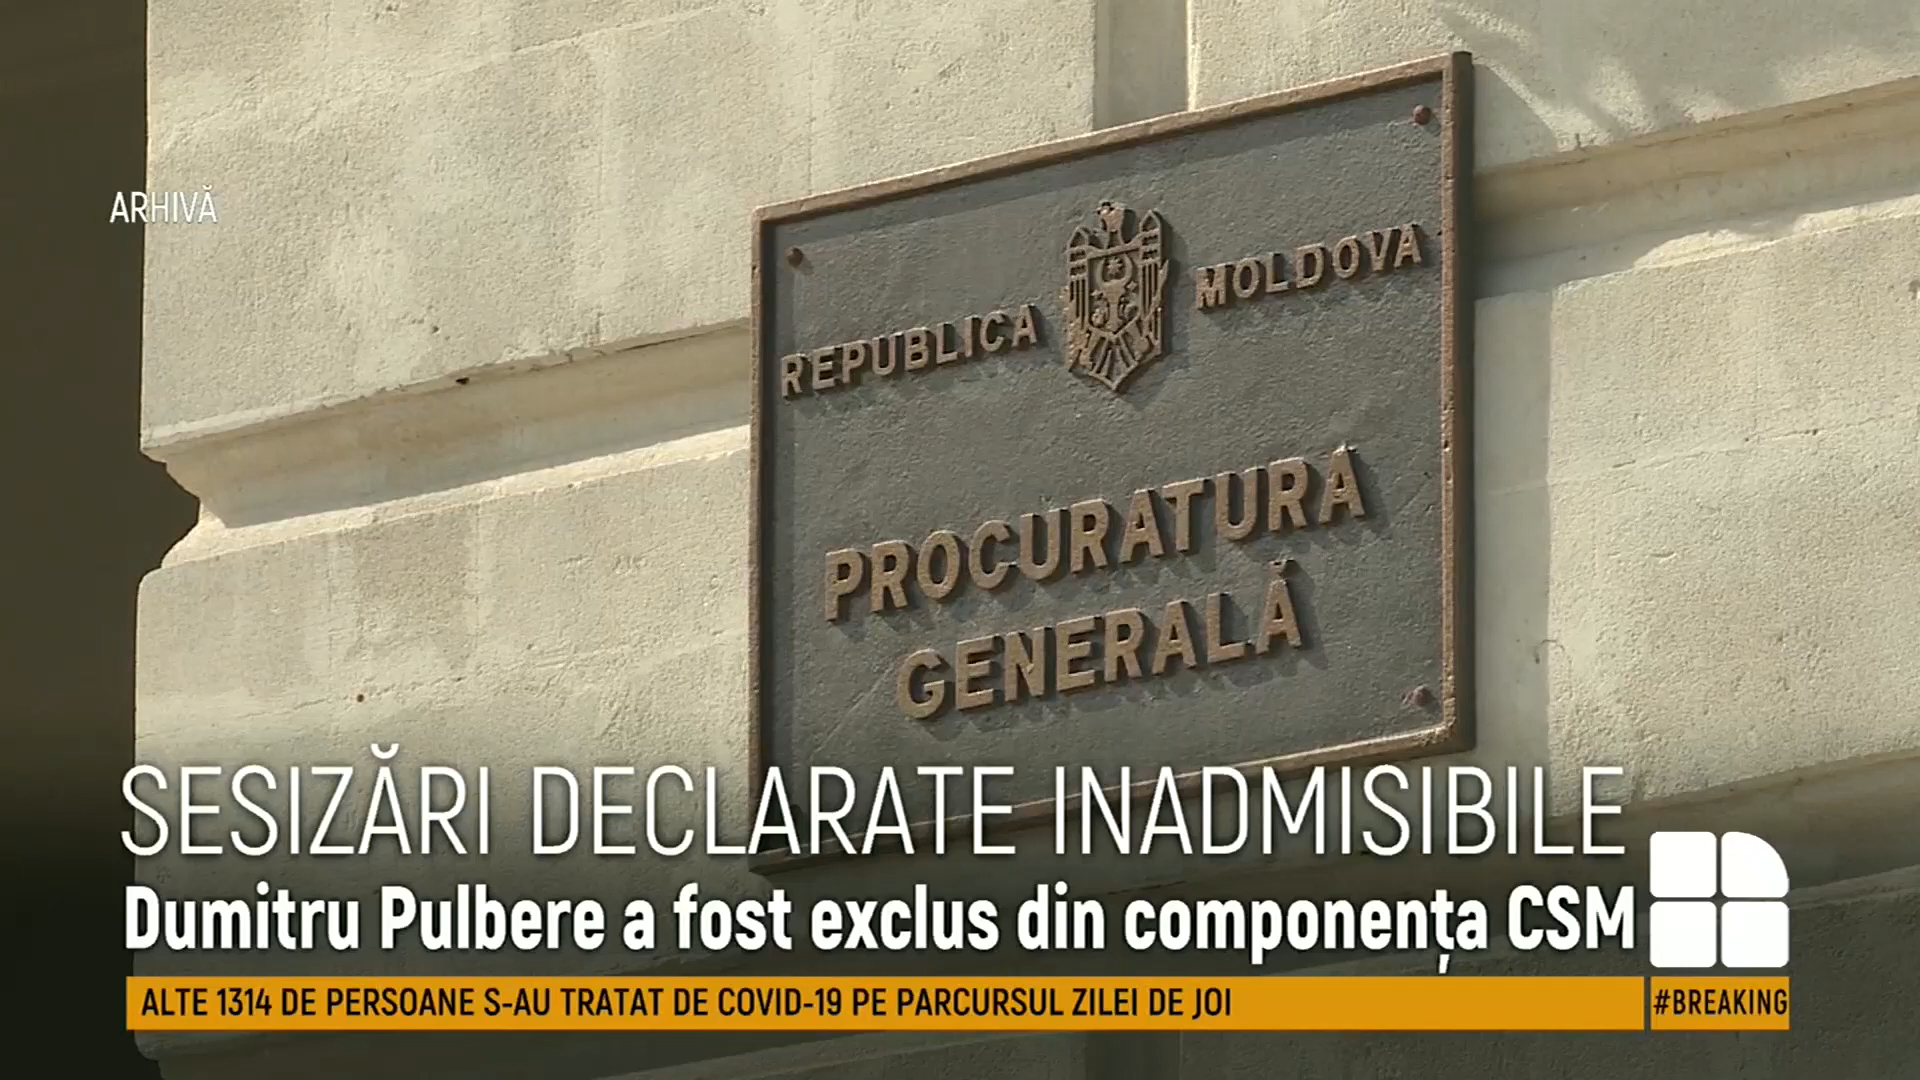 ARHIVĂ
REPUBLICA MOLDOVA
PROCURATURA
GENERALĂ
SESIZĂRI DECLARATE INADMISIBILE
Dumitru Pulbere a fost exclus din componența CSM
ALTE 1314 DE PERSOANE S-AU TRATAT DE COVID-19 PE PARCURSUL ZILEI DE JOI
#BREAKING